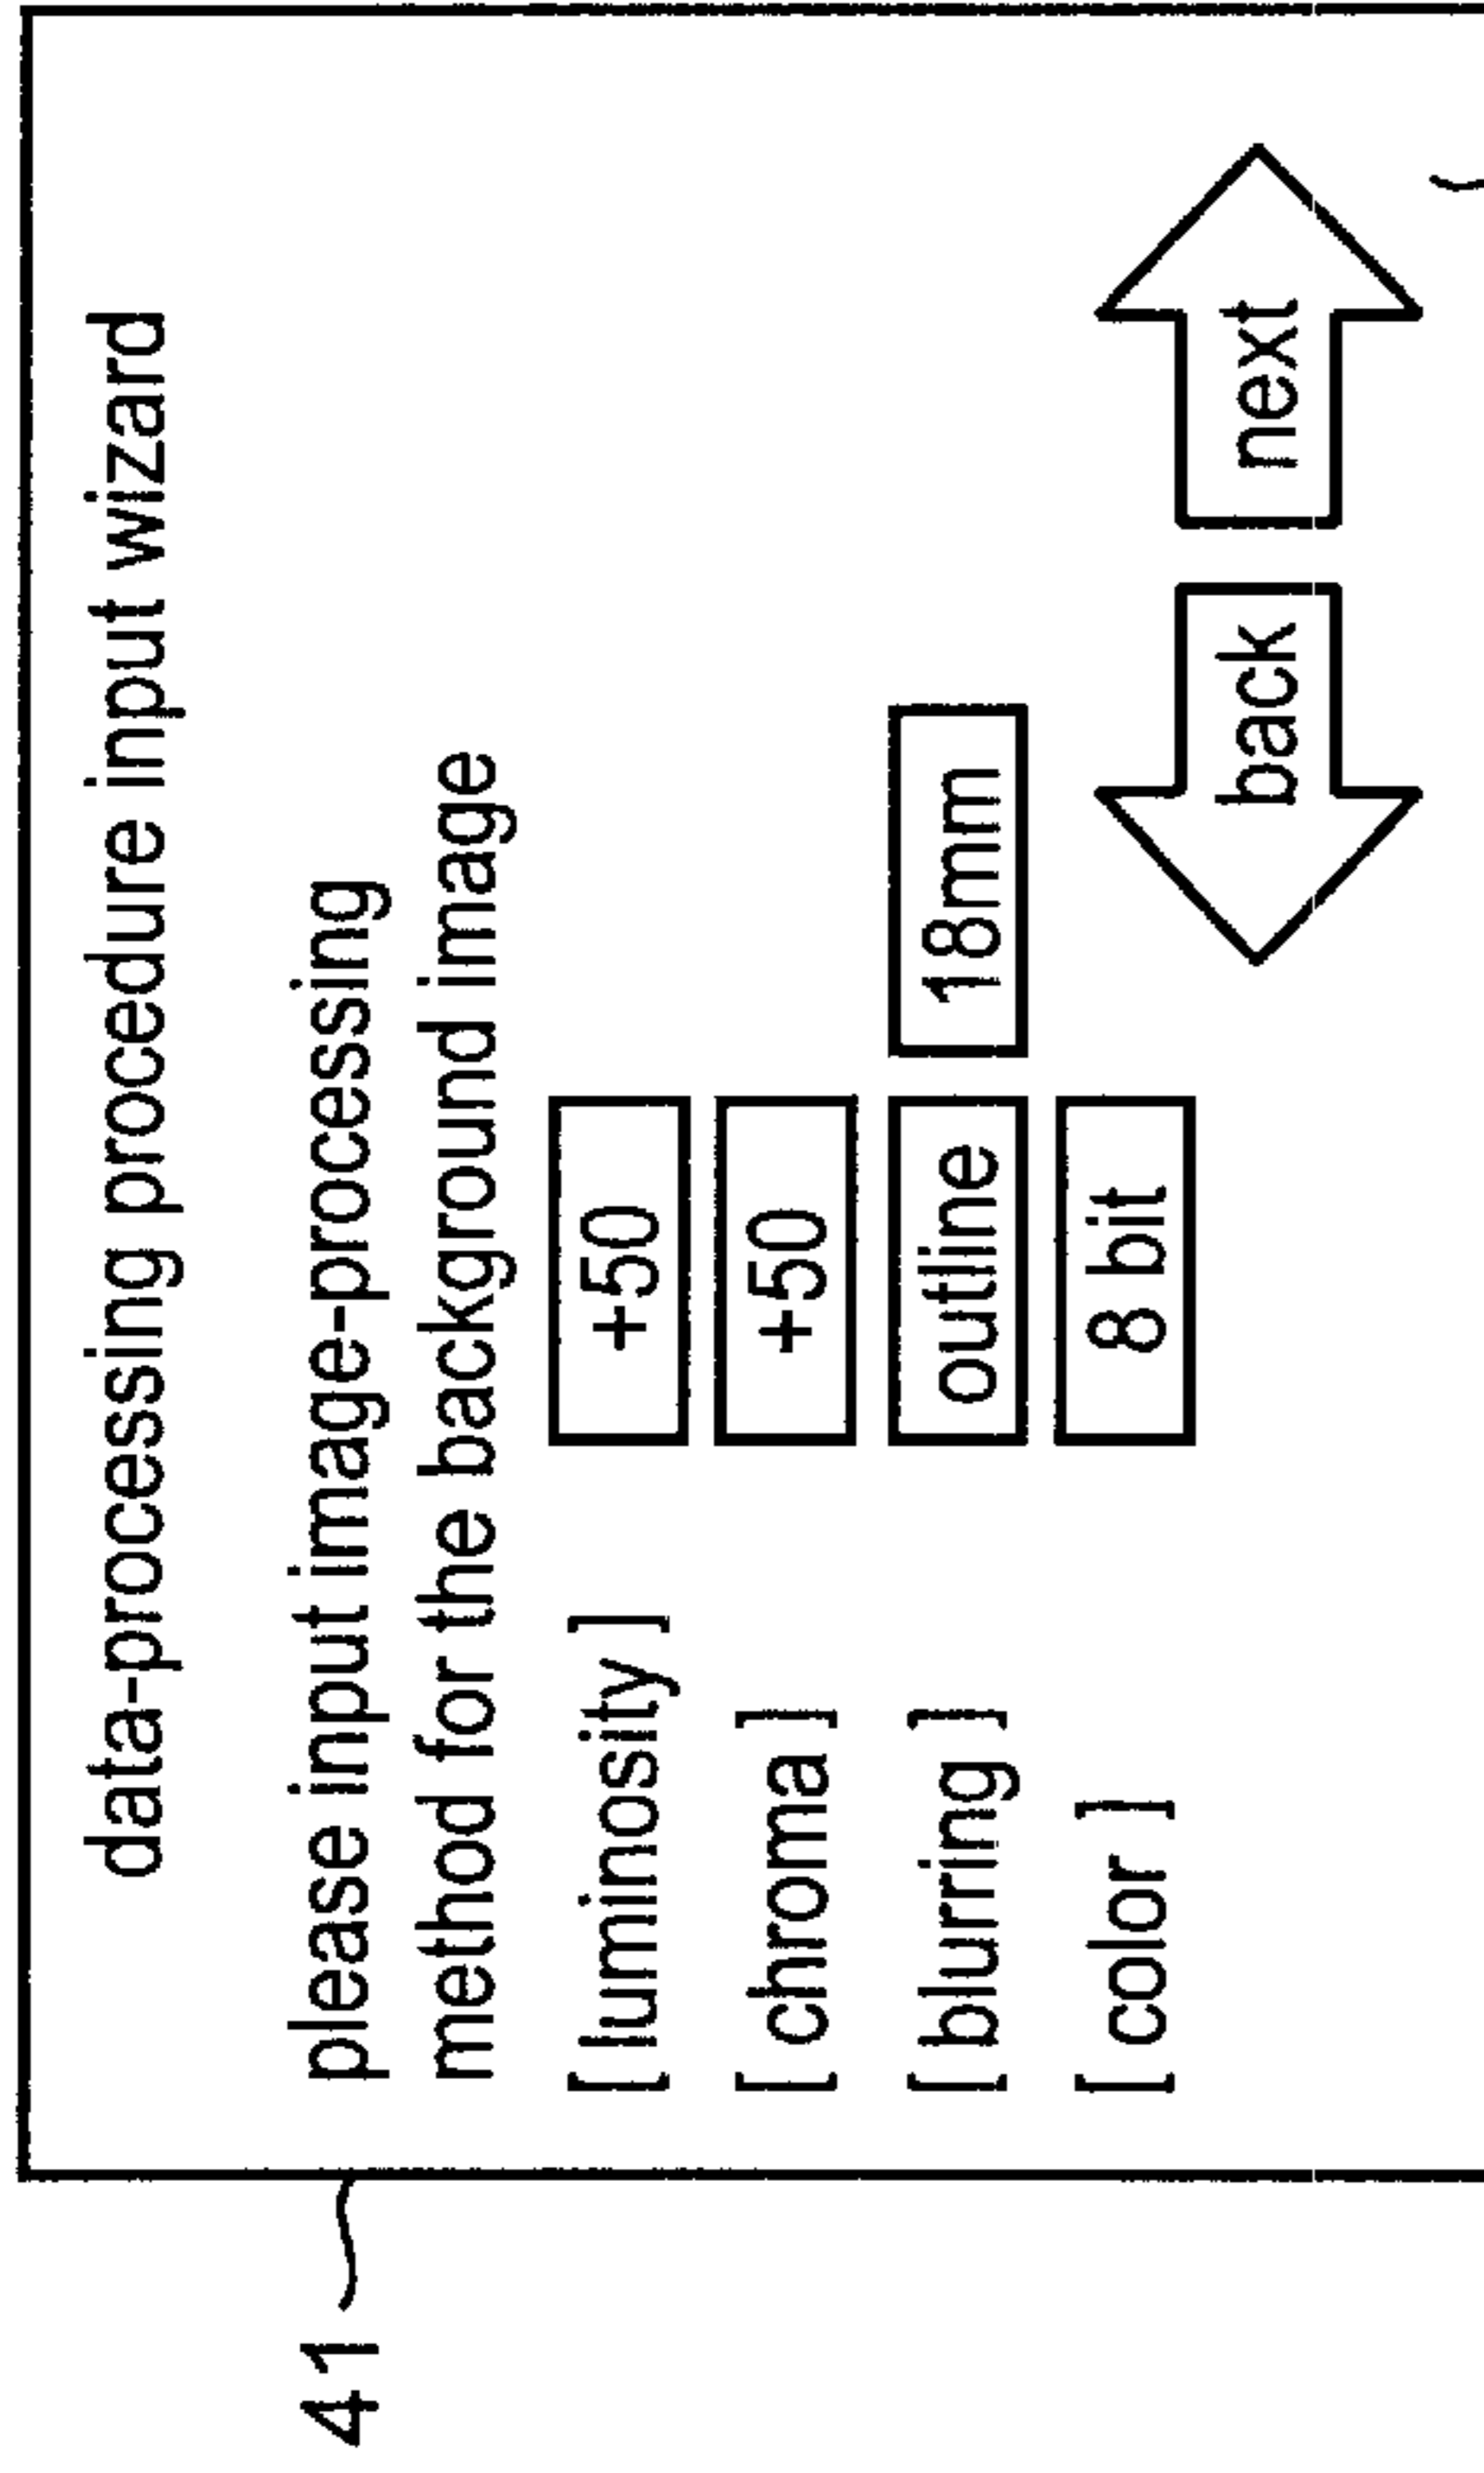 data-processing procedure input wizard
41
please input image-processing
method for the background image
[ luminosity ] +50
[ chroma ] +50
[ blurring ] outline 18mm
[ color ] 8 bit
back next